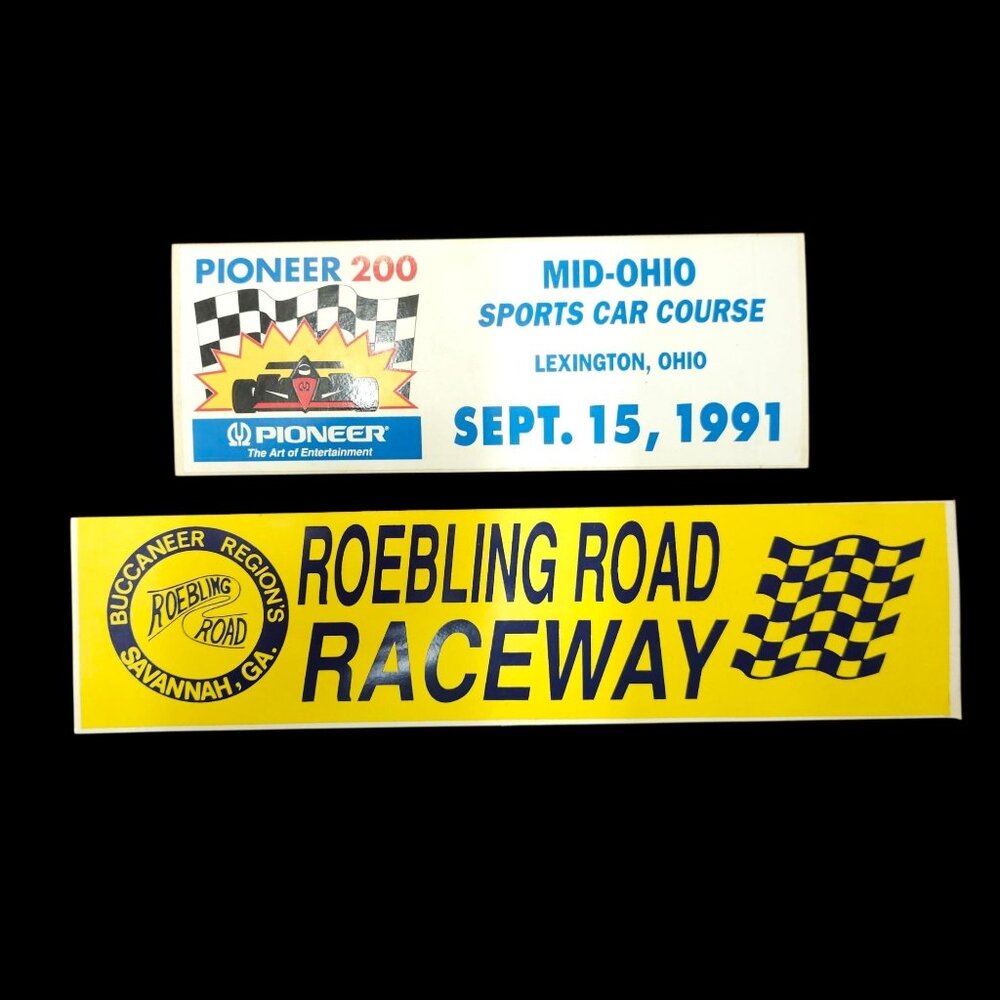 PIONEER 200
PIONEER®
The Art of Entertainment
MID-OHIO
SPORTS CAR COURSE
LEXINGTON, OHIO
SEPT. 15, 1991
BUCCANEER REGION'S
ROEBLING
ROAD
SAVANNAH, GA.
ROEBLING ROAD
RACEWAY